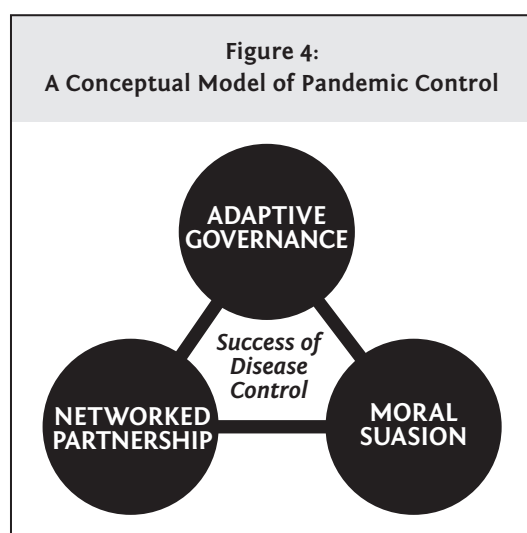 Figure 4:
A Conceptual Model of Pandemic Control
ADAPTIVE
GOVERNANCE
Success of
Disease
Control
NETWORKED
PARTNERSHIP
MORAL
SUASION